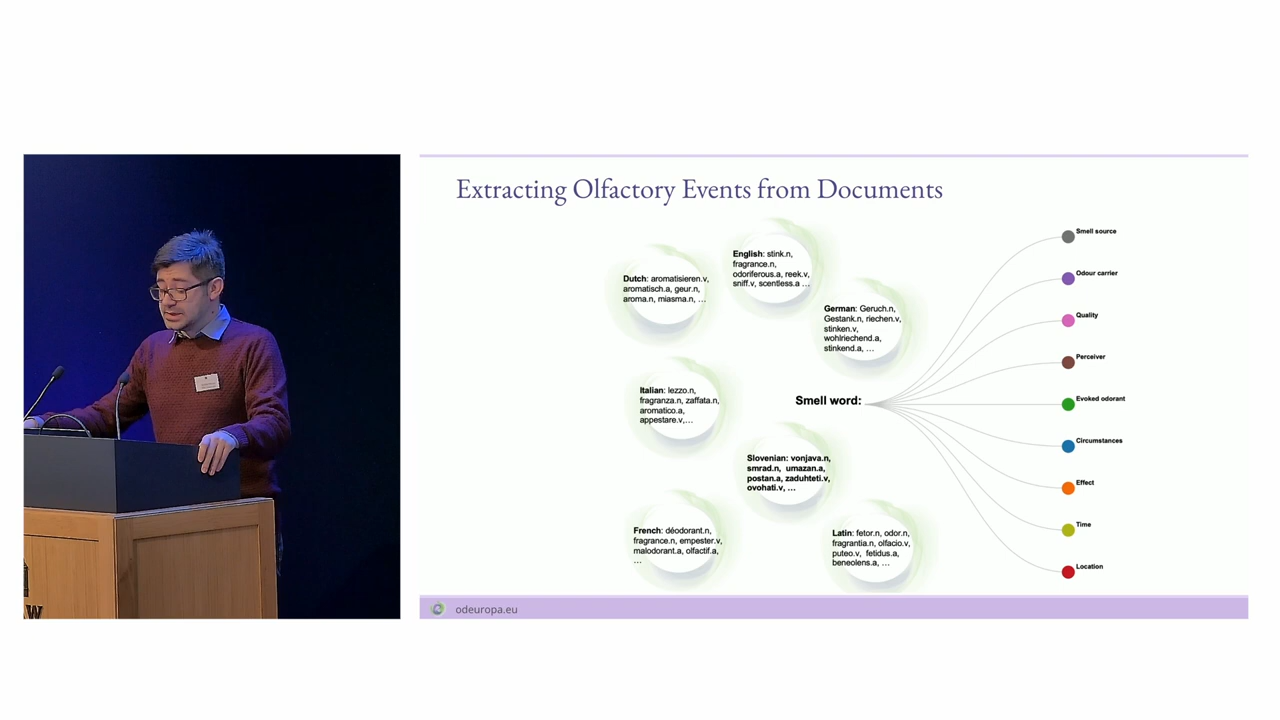 Extracting Olfactory Events from Documents
Dutch: aromatisieren.v,
aromatisch.a, geur.n,
aroma.n, miasma.n, …
English: stink.n,
fragrance.n,
odoriferous.a, reek.v,
sniff.v, scentless.a …
German: Geruch.n,
Gestank.n, riechen.v,
stinken.v,
wohlriechend.a,
stinkend.a, …
Italian: lezzo.n,
fragranza.n, zaffata.n,
aromatico.a,
appestare.v,…
Slovenian: vonjava.n,
smrad.n, umazan.a,
postan.a, zaduhteti.v,
ovohati.v, …
French: déodorant.n,
fragrance.n, empester.v,
malodorant.a, olfactif.a,
…
Latin: fetor.n, odor.n,
fragrantia.n, olfacio.v,
puteo.v, fetidus.a,
beneolens.a, …
Smell word:
Smell source
Odour carrier
Quality
Perceiver
Evoked odorant
Circumstances
Effect
Time
Location
odeuropa.eu
W